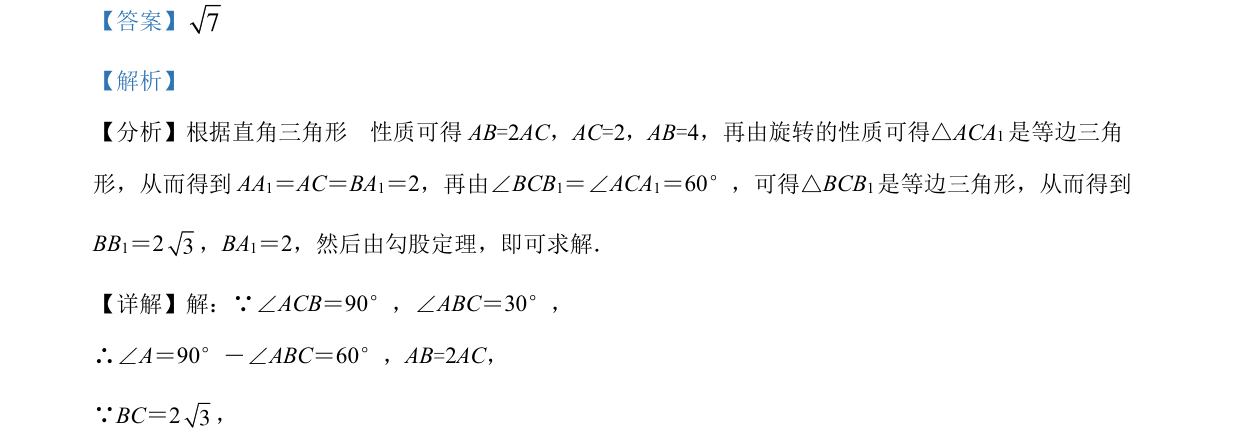 【答案】√7
【解析】
【分析】根据直角三角形 性质可得 AB=2AC，AC=2，AB=4，再由旋转的性质可得△ACA₁是等边三角
形，从而得到 AA₁＝AC＝BA₁＝2，再由∠BCB₁＝∠ACA₁＝60°，可得△BCB₁是等边三角形，从而得到
BB₁＝2√3，BA₁＝2，然后由勾股定理，即可求解．
【详解】解：∵∠ACB＝90°，∠ABC＝30°，
∴∠A＝90°－∠ABC＝60°，AB=2AC，
∵BC＝2√3，